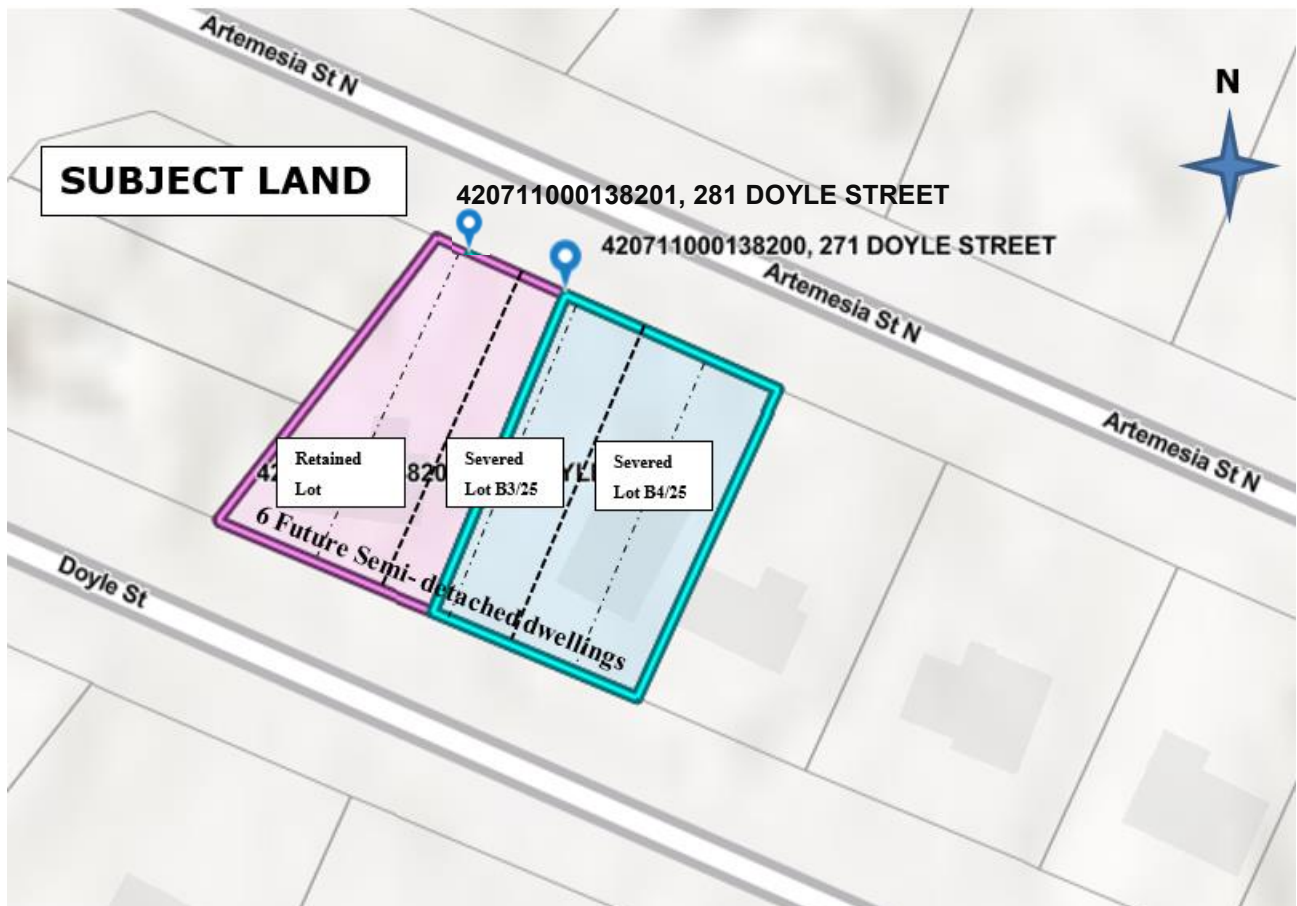 Artemesia St N
N
SUBJECT LAND
420711000138201, 281 DOYLE STREET
420711000138200, 271 DOYLE STREET
Artemesia St N
Artemesia St N
Retained
Lot
Severed
Lot B3/25
Severed
Lot B4/25
6 Future Semi-detached dwellings
Doyle St